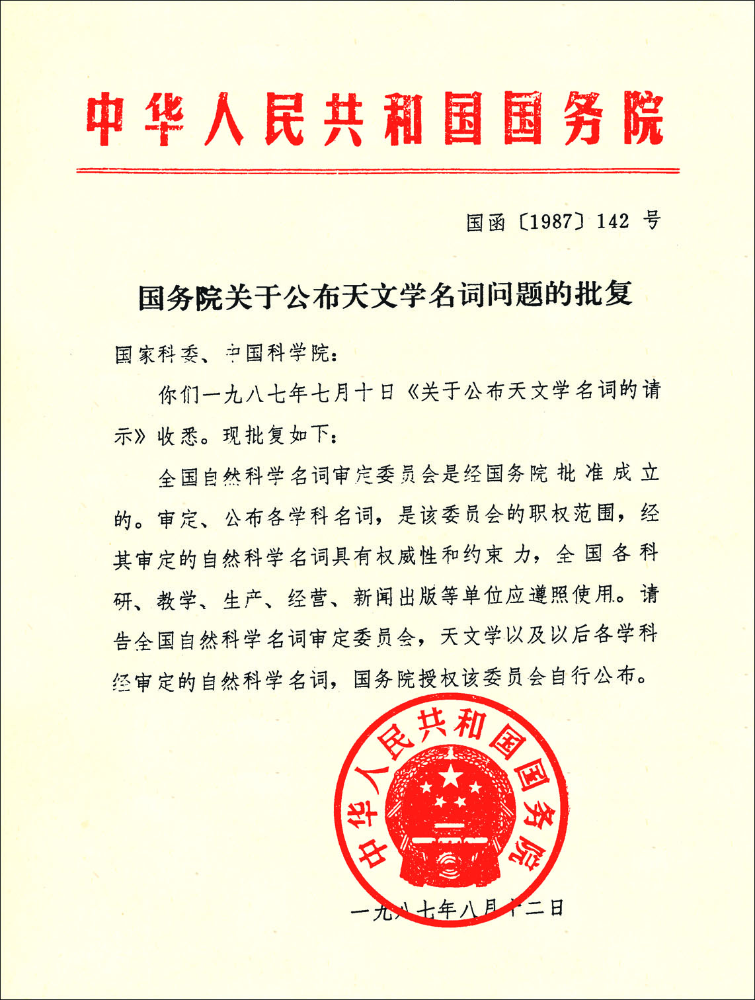 中华人民共和国国务院
国函〔1987〕142 号
国务院关于公布天文学名词问题的批复
国家科委、中国科学院：
你们一九八七年七月十日《关于公布天文学名词的请
示》收悉。现批复如下：
全国自然科学名词审定委员会是经国务院批准成立
的。审定、公布各学科名词，是该委员会的职权范围，经
其审定的自然科学名词具有权威性和约束力，全国各科
研、教学、生产、经营、新闻出版等单位应遵照使用。请
告全国自然科学名词审定委员会，天文学以及以后各学科
经审定的自然科学名词，国务院授权该委员会自行公布。
中华人民共和国国务院
一九八七年八月十二日